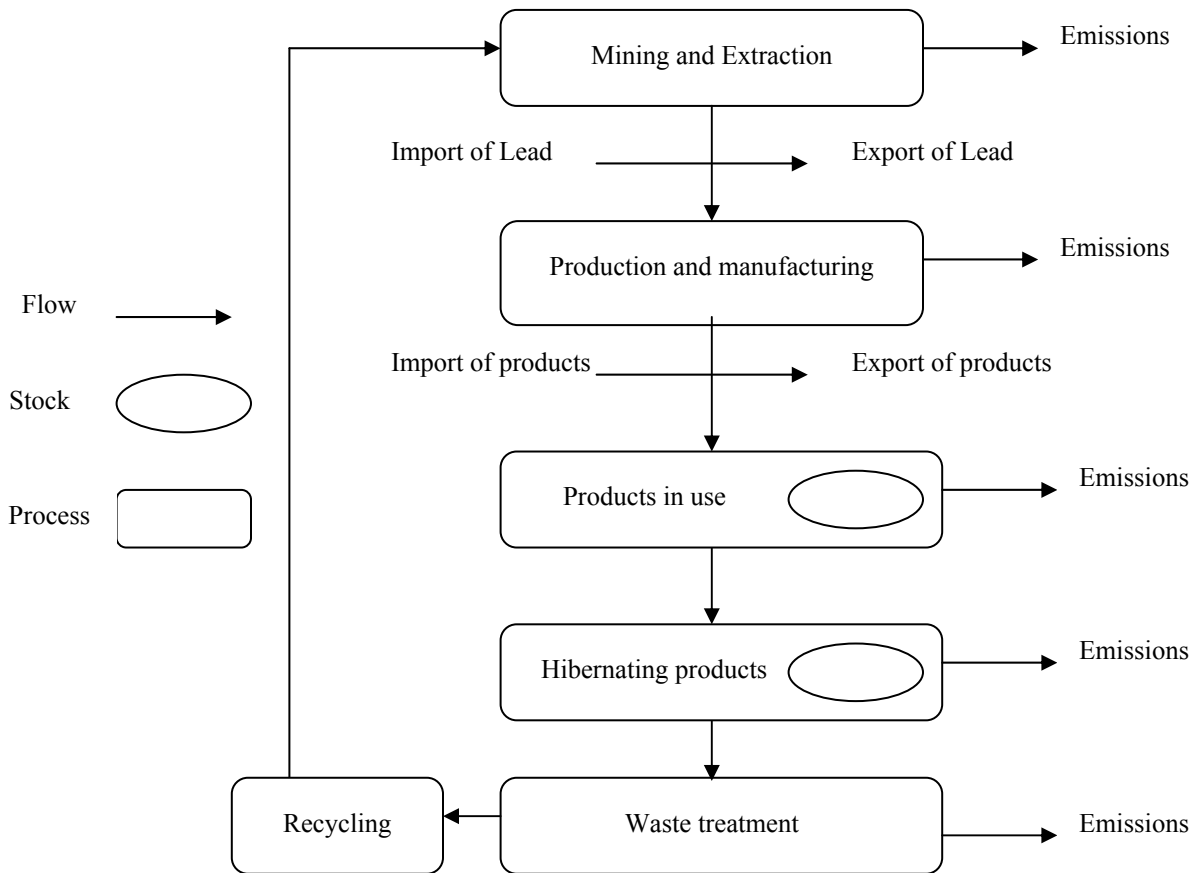 Mining and Extraction
Emissions
Import of Lead
Export of Lead
Production and manufacturing
Emissions
Flow
Import of products
Export of products
Stock
Products in use
Emissions
Process
Hibernating products
Emissions
Recycling
Waste treatment
Emissions